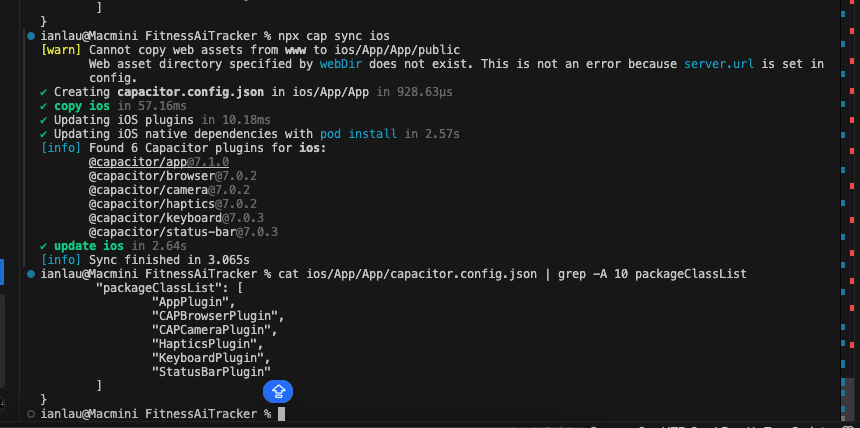 ]
}
ianlau@Macmini FitnessAiTracker % npx cap sync ios
[warn] Cannot copy web assets from www to ios/App/App/public
Web asset directory specified by webDir does not exist. This is not an error because server.url is set in
config.
✔ Creating capacitor.config.json in ios/App/App in 928.63μs
✔ copy ios in 57.16ms
✔ Updating iOS plugins in 10.18ms
✔ Updating iOS native dependencies with pod install in 2.57s
[info] Found 6 Capacitor plugins for ios:
@capacitor/app@7.1.0
@capacitor/browser@7.0.2
@capacitor/camera@7.0.2
@capacitor/haptics@7.0.2
@capacitor/keyboard@7.0.3
@capacitor/status-bar@7.0.3
✔ update ios in 2.64s
[info] Sync finished in 3.065s
ianlau@Macmini FitnessAiTracker % cat ios/App/App/capacitor.config.json | grep -A 10 packageClassList
"packageClassList": [
"AppPlugin",
"CAPBrowserPlugin",
"CAPCameraPlugin",
"HapticsPlugin",
"KeyboardPlugin",
"StatusBarPlugin"
]
}
ianlau@Macmini FitnessAiTracker %